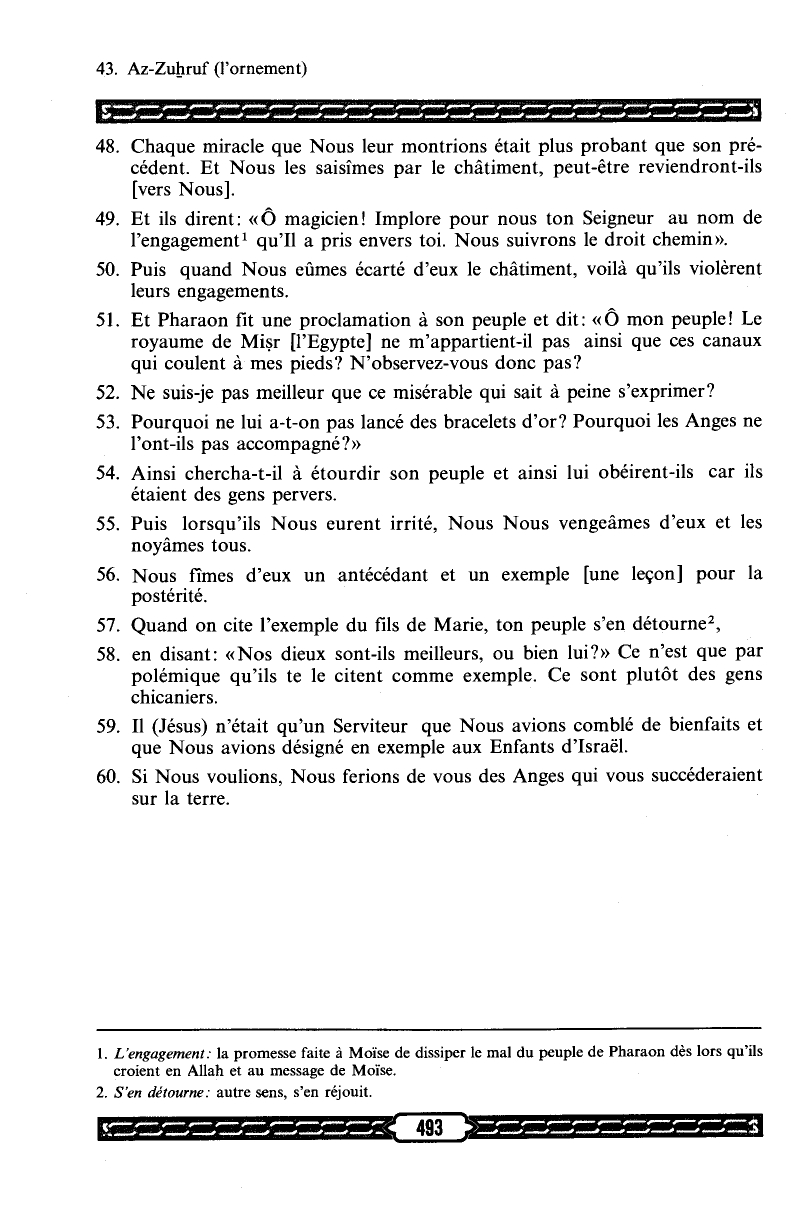 43. Az-Zuẖruf (l'ornement)
48. Chaque miracle que Nous leur montrions était plus probant que son pré-
cédent. Et Nous les saisîmes par le châtiment, peut-être reviendront-ils
[vers Nous].
49. Et ils dirent: «Ô magicien! Implore pour nous ton Seigneur au nom de
l'engagement¹ qu'Il a pris envers toi. Nous suivrons le droit chemin».
50. Puis quand Nous eûmes écarté d'eux le châtiment, voilà qu'ils violèrent
leurs engagements.
51. Et Pharaon fit une proclamation à son peuple et dit: «Ô mon peuple! Le
royaume de Miṣr [l'Egypte] ne m'appartient-il pas ainsi que ces canaux
qui coulent à mes pieds? N'observez-vous donc pas?
52. Ne suis-je pas meilleur que ce misérable qui sait à peine s'exprimer?
53. Pourquoi ne lui a-t-on pas lancé des bracelets d'or? Pourquoi les Anges ne
l'ont-ils pas accompagné?»
54. Ainsi chercha-t-il à étourdir son peuple et ainsi lui obéirent-ils car ils
étaient des gens pervers.
55. Puis lorsqu'ils Nous eurent irrité, Nous Nous vengeâmes d'eux et les
noyâmes tous.
56. Nous fîmes d'eux un antécédant et un exemple [une leçon] pour la
postérité.
57. Quand on cite l'exemple du fils de Marie, ton peuple s'en détourne²,
58. en disant: «Nos dieux sont-ils meilleurs, ou bien lui?» Ce n'est que par
polémique qu'ils te le citent comme exemple. Ce sont plutôt des gens
chicaniers.
59. Il (Jésus) n'était qu'un Serviteur que Nous avions comblé de bienfaits et
que Nous avions désigné en exemple aux Enfants d'Israël.
60. Si Nous voulions, Nous ferions de vous des Anges qui vous succéderaient
sur la terre.
1. L'engagement: la promesse faite à Moïse de dissiper le mal du peuple de Pharaon dès lors qu'ils
croient en Allah et au message de Moïse.
2. S'en détourne: autre sens, s'en réjouit.
493